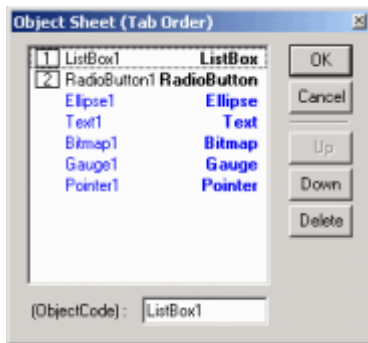 Object Sheet (Tab Order)
1 ListBox1 ListBox
2 RadioButton1 RadioButton
Ellipse1 Ellipse
Text1 Text
Bitmap1 Bitmap
Gauge1 Gauge
Pointer1 Pointer
OK
Cancel
Up
Down
Delete
(ObjectCode) : ListBox1